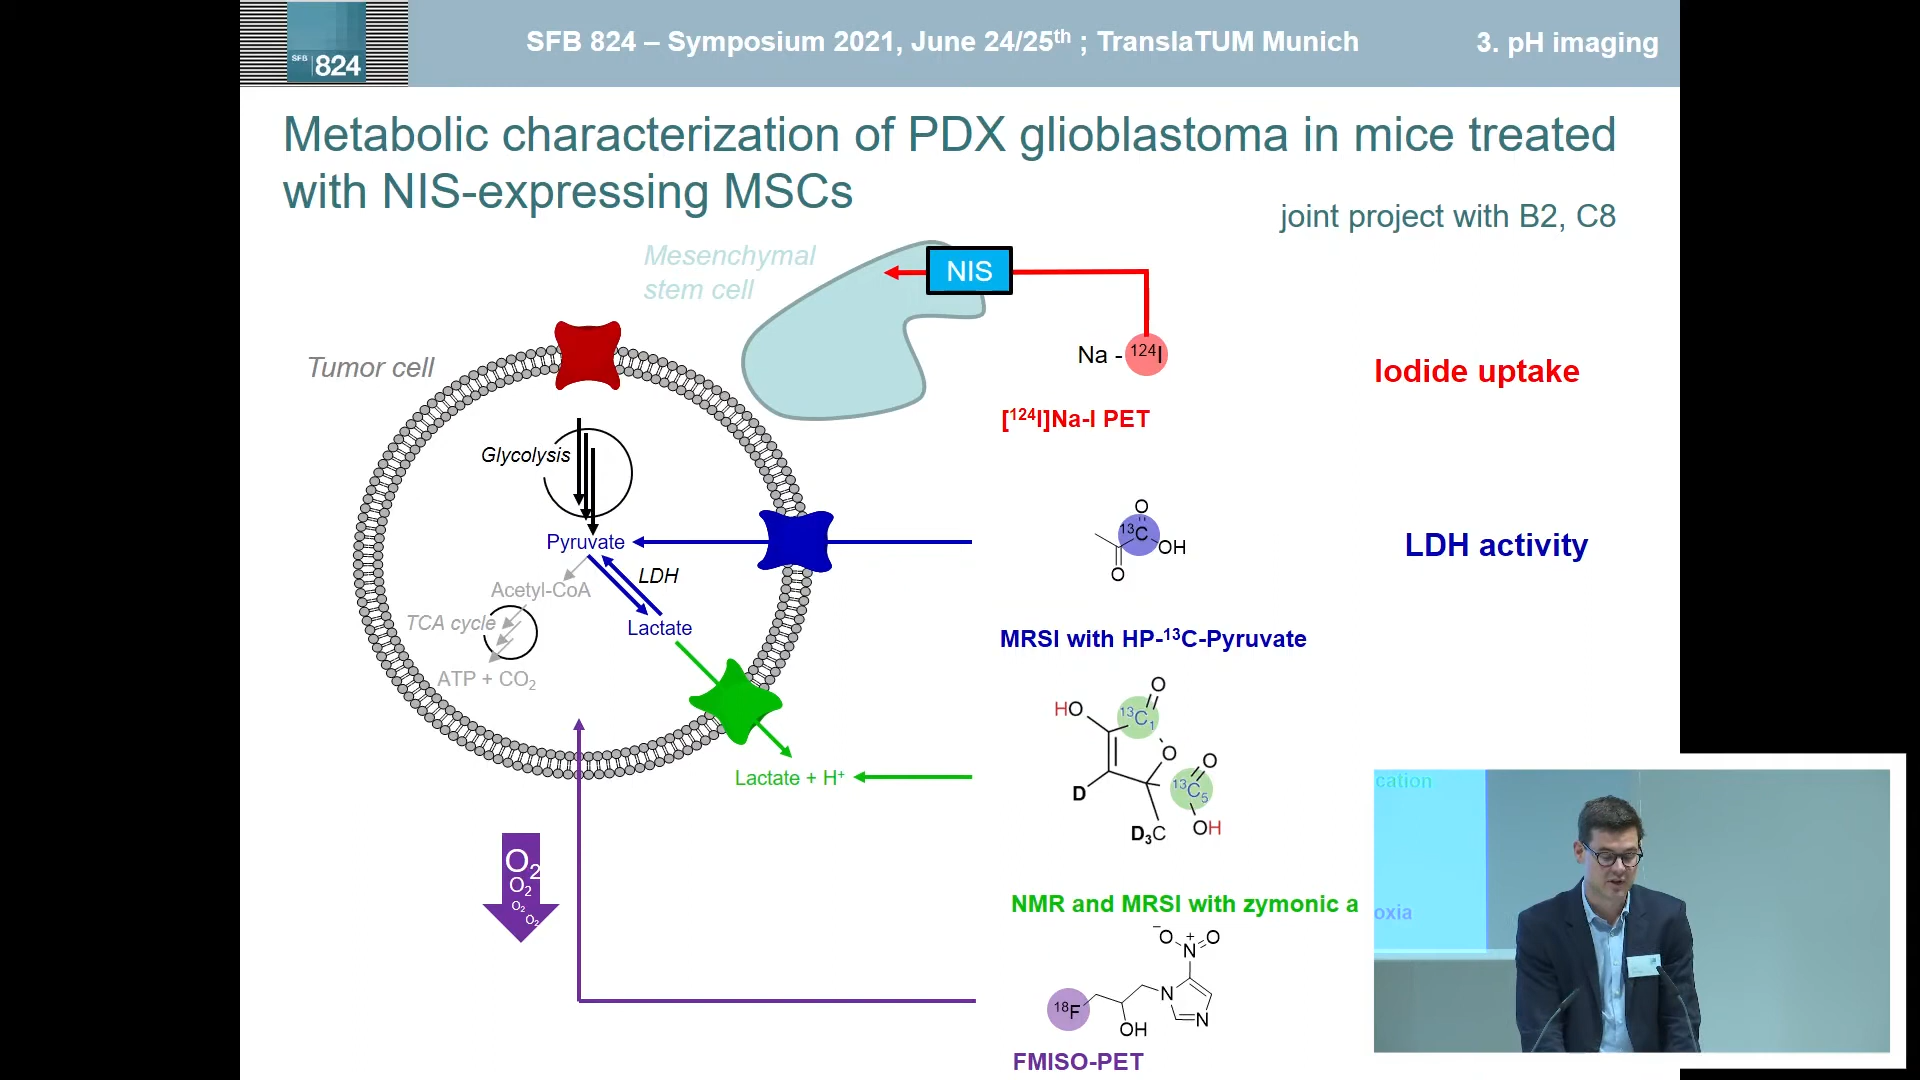 SFB 824
SFB 824 – Symposium 2021, June 24/25th ; TranslaTUM Munich
3. pH imaging
Metabolic characterization of PDX glioblastoma in mice treated
with NIS-expressing MSCs
joint project with B2, C8
Mesenchymal
stem cell
NIS
Tumor cell
Na - 124I
Iodide uptake
[124I]Na-I PET
Glycolysis
O
13C
OH
O
Pyruvate
LDH activity
LDH
Acetyl-CoA
TCA cycle
Lactate
MRSI with HP-13C-Pyruvate
ATP + CO2
O
HO
13C1
O
O
13C5
D
OH
D3C
Lactate + H+
cation
O2
O2
O2
O2
NMR and MRSI with zymonic a
oxia
-O
N+
O
N
N
18F
OH
FMISO-PET